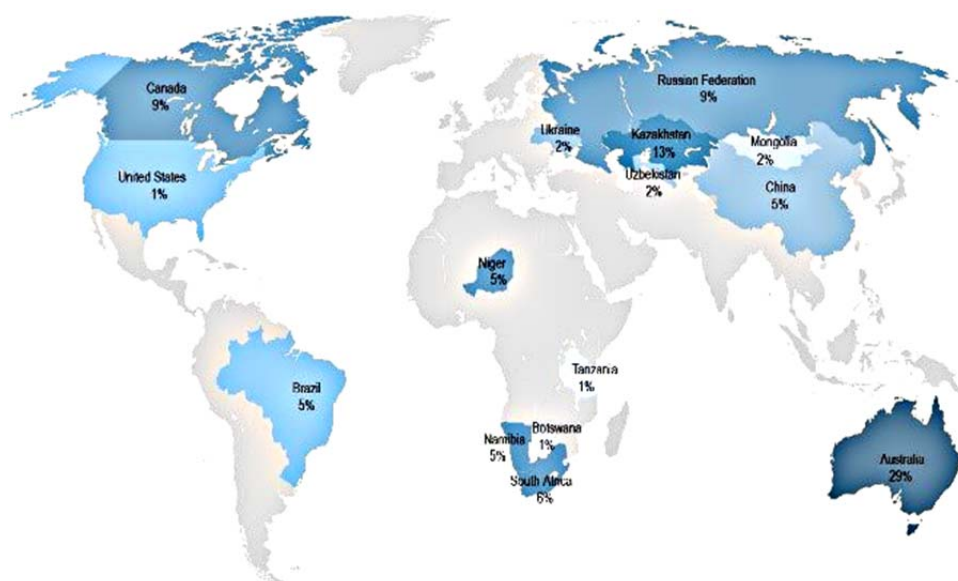 Canada
9%
United States
1%
Brazil
5%
Niger
5%
Namibia
5%
Botswana
1%
South Africa
6%
Tanzania
1%
Ukraine
2%
Russian Federation
9%
Kazakhstan
13%
Uzbekistan
2%
Mongolia
2%
China
5%
Australia
29%